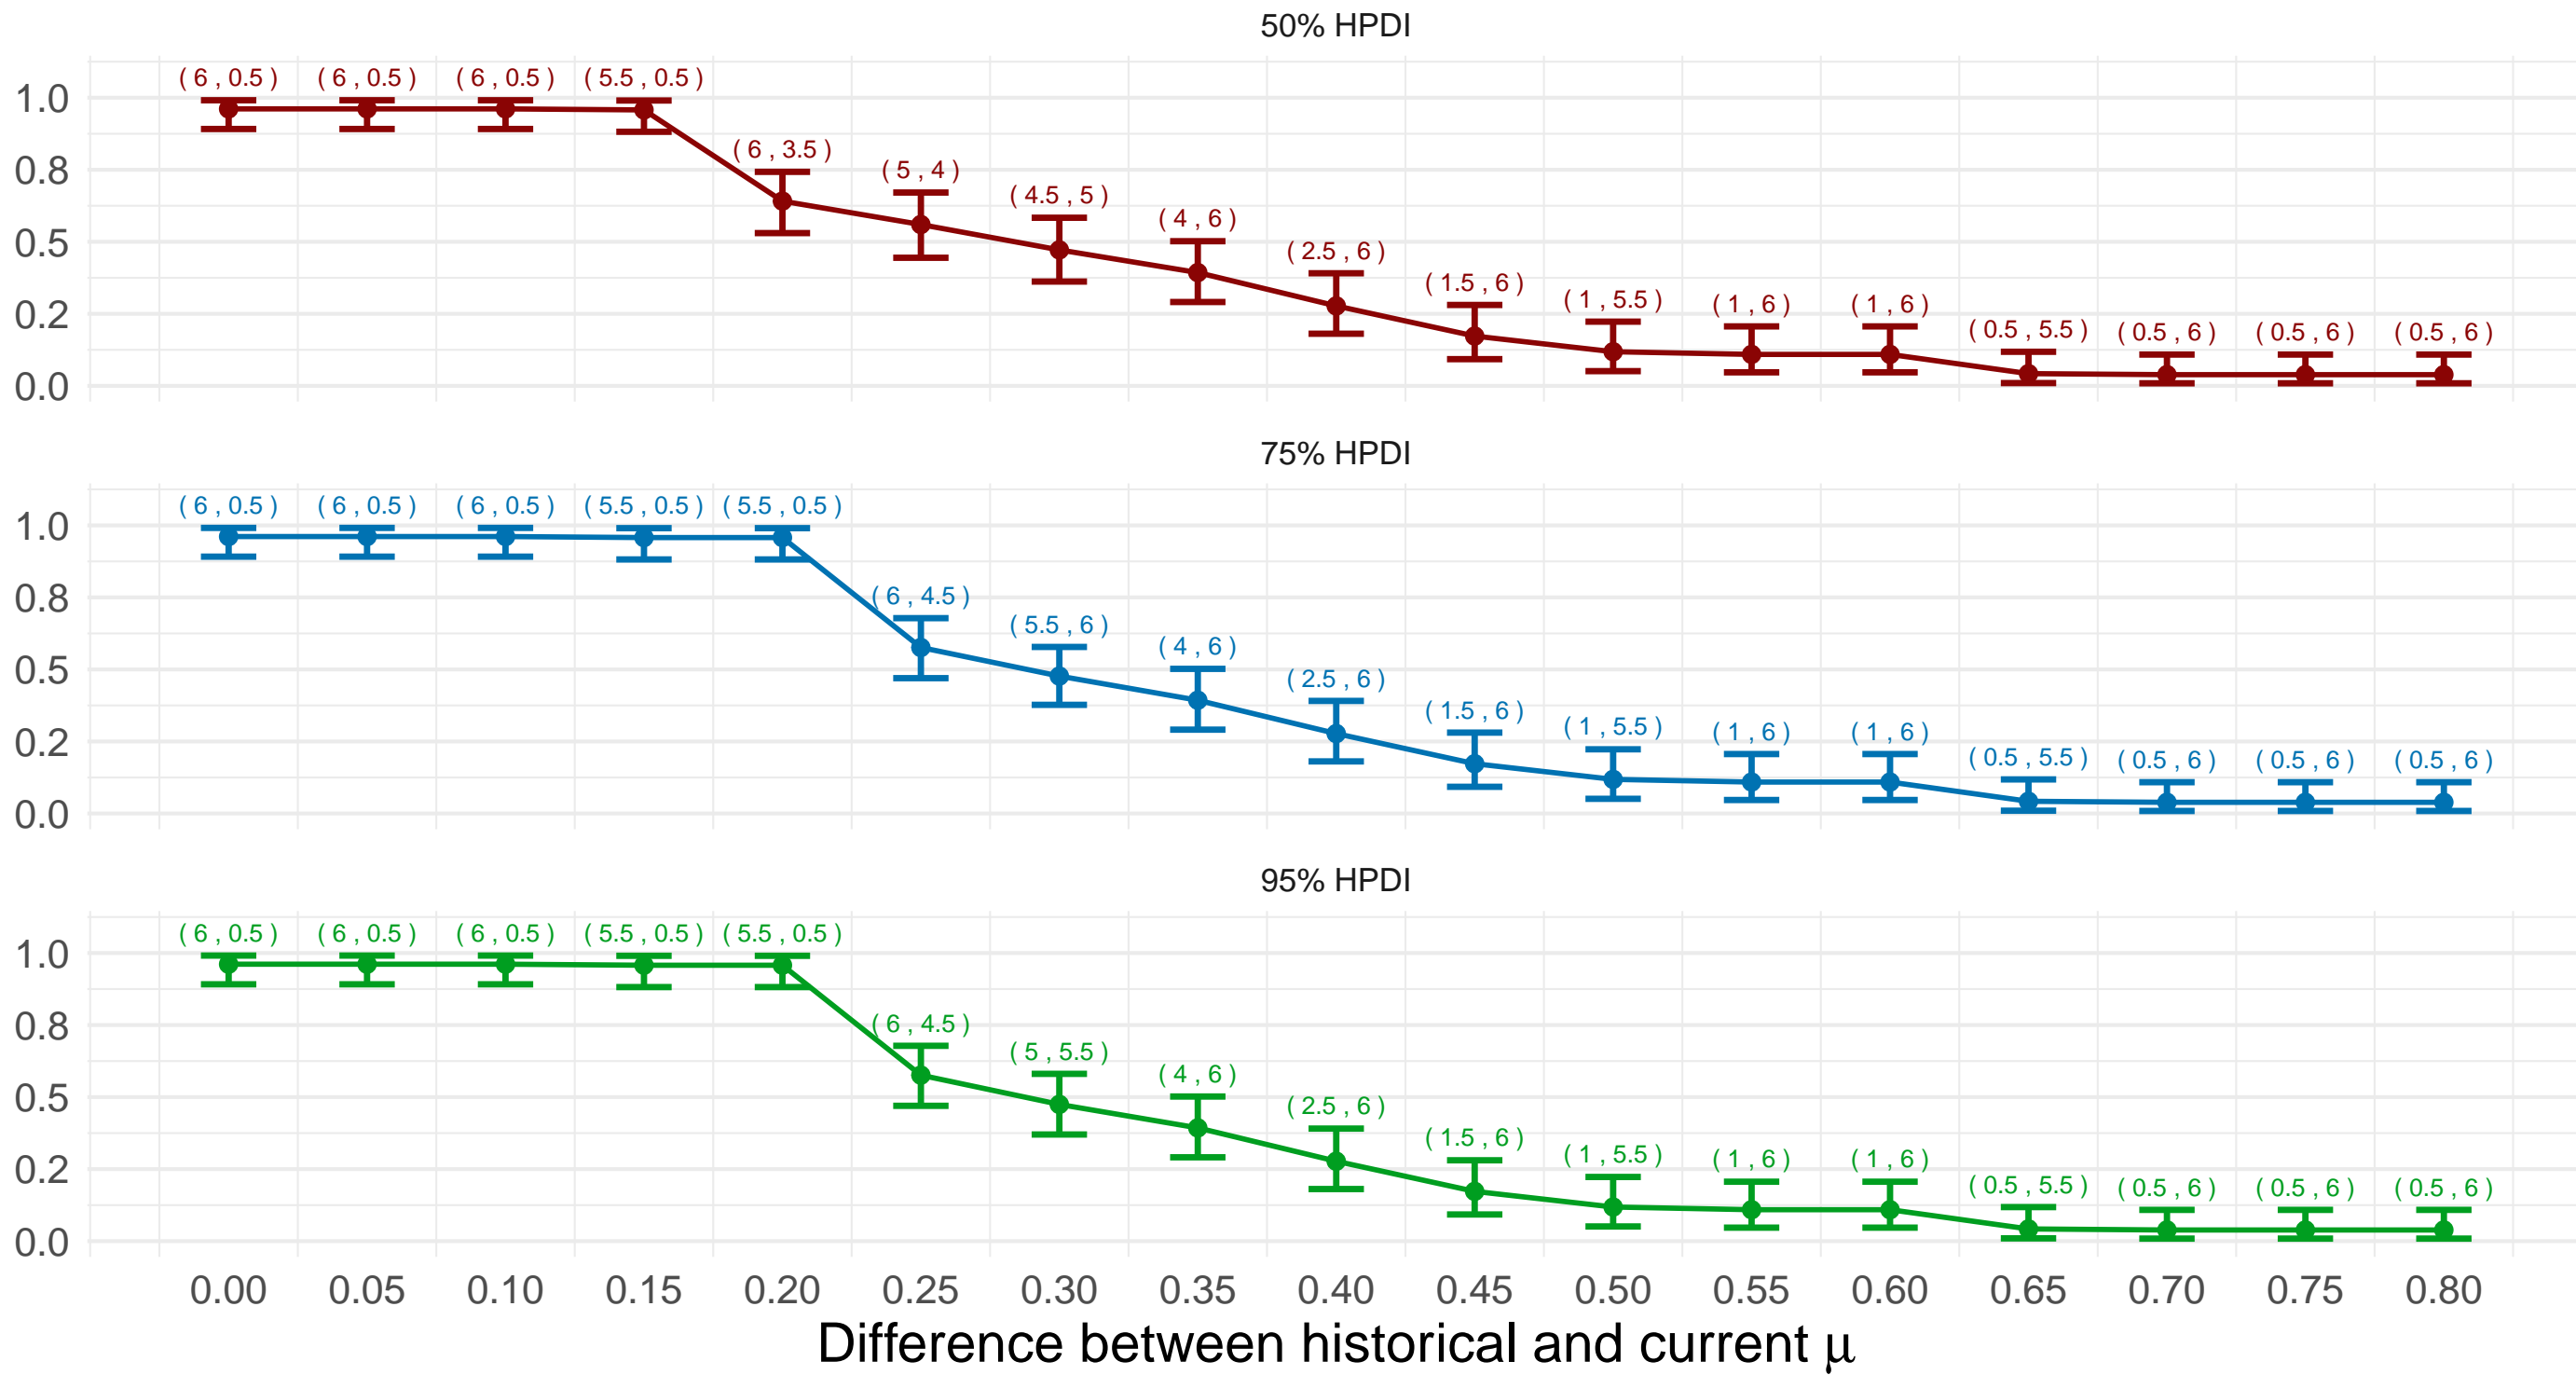 50% HPDI
( 6 , 0.5 ) ( 6 , 0.5 ) ( 6 , 0.5 ) ( 5.5 , 0.5 )
( 6 , 3.5 )
( 5 , 4 )
( 4.5 , 5 )
( 4 , 6 )
( 2.5 , 6 )
( 1.5 , 6 )
( 1 , 5.5 ) ( 1 , 6 ) ( 1 , 6 )
( 0.5 , 5.5 ) ( 0.5 , 6 ) ( 0.5 , 6 ) ( 0.5 , 6 )
1.0
0.8
0.5
0.2
0.0
75% HPDI
( 6 , 0.5 ) ( 6 , 0.5 ) ( 6 , 0.5 ) ( 5.5 , 0.5 ) ( 5.5 , 0.5 )
( 6 , 4.5 )
( 5.5 , 6 )
( 4 , 6 )
( 2.5 , 6 )
( 1.5 , 6 )
( 1 , 5.5 ) ( 1 , 6 ) ( 1 , 6 )
( 0.5 , 5.5 ) ( 0.5 , 6 ) ( 0.5 , 6 ) ( 0.5 , 6 )
1.0
0.8
0.5
0.2
0.0
95% HPDI
( 6 , 0.5 ) ( 6 , 0.5 ) ( 6 , 0.5 ) ( 5.5 , 0.5 ) ( 5.5 , 0.5 )
( 6 , 4.5 )
( 5 , 5.5 )
( 4 , 6 )
( 2.5 , 6 )
( 1.5 , 6 )
( 1 , 5.5 ) ( 1 , 6 ) ( 1 , 6 )
( 0.5 , 5.5 ) ( 0.5 , 6 ) ( 0.5 , 6 ) ( 0.5 , 6 )
1.0
0.8
0.5
0.2
0.0
0.00 0.05 0.10 0.15 0.20 0.25 0.30 0.35 0.40 0.45 0.50 0.55 0.60 0.65 0.70 0.75 0.80
Difference between historical and current μ